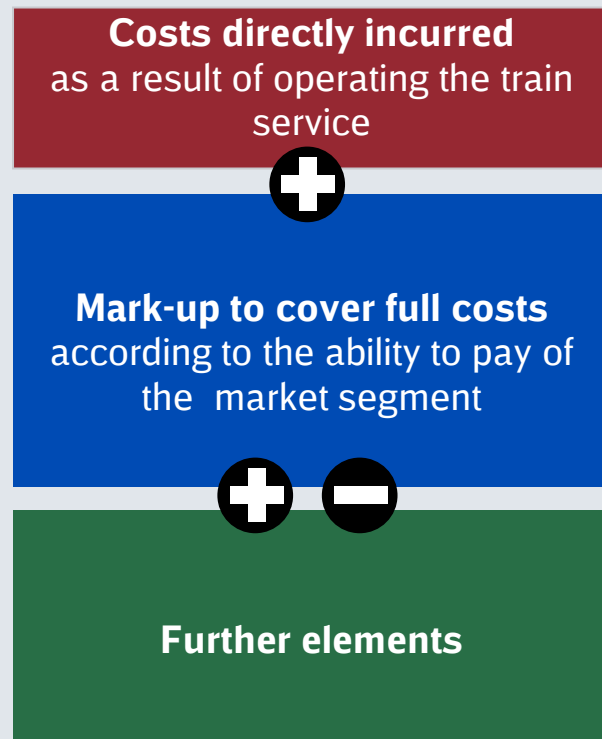 Costs directly incurred
as a result of operating the train
service
Mark-up to cover full costs
according to the ability to pay of
the  market segment
Further elements